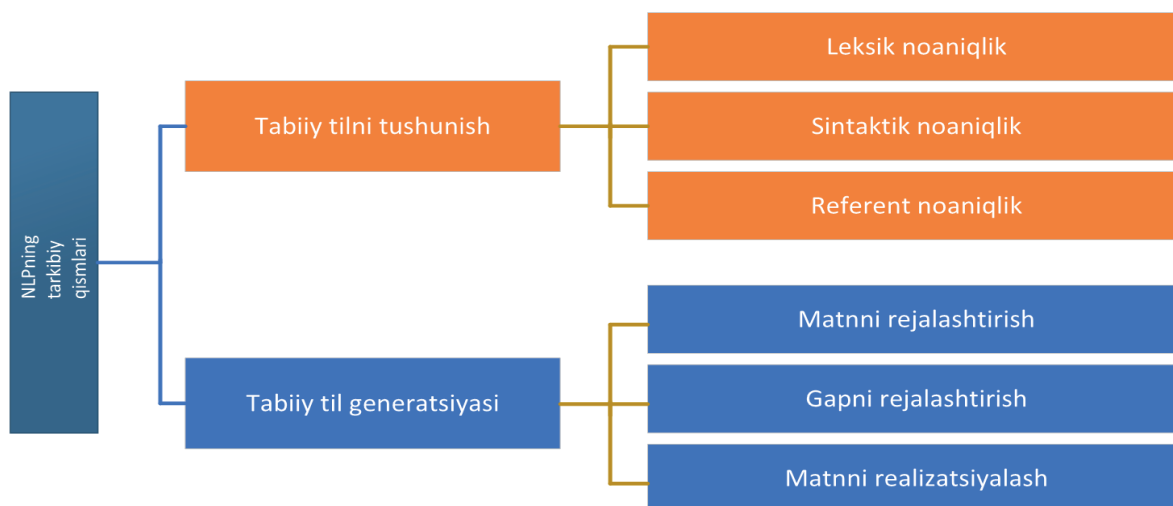 NLPning
tarkibiy
qismlari
Tabiiy tilni tushunish
Leksik noaniqlik
Sintaktik noaniqlik
Referent noaniqlik
Tabiiy til generatsiyasi
Matnni rejalashtirish
Gapni rejalashtirish
Matnni realizatsiyalash